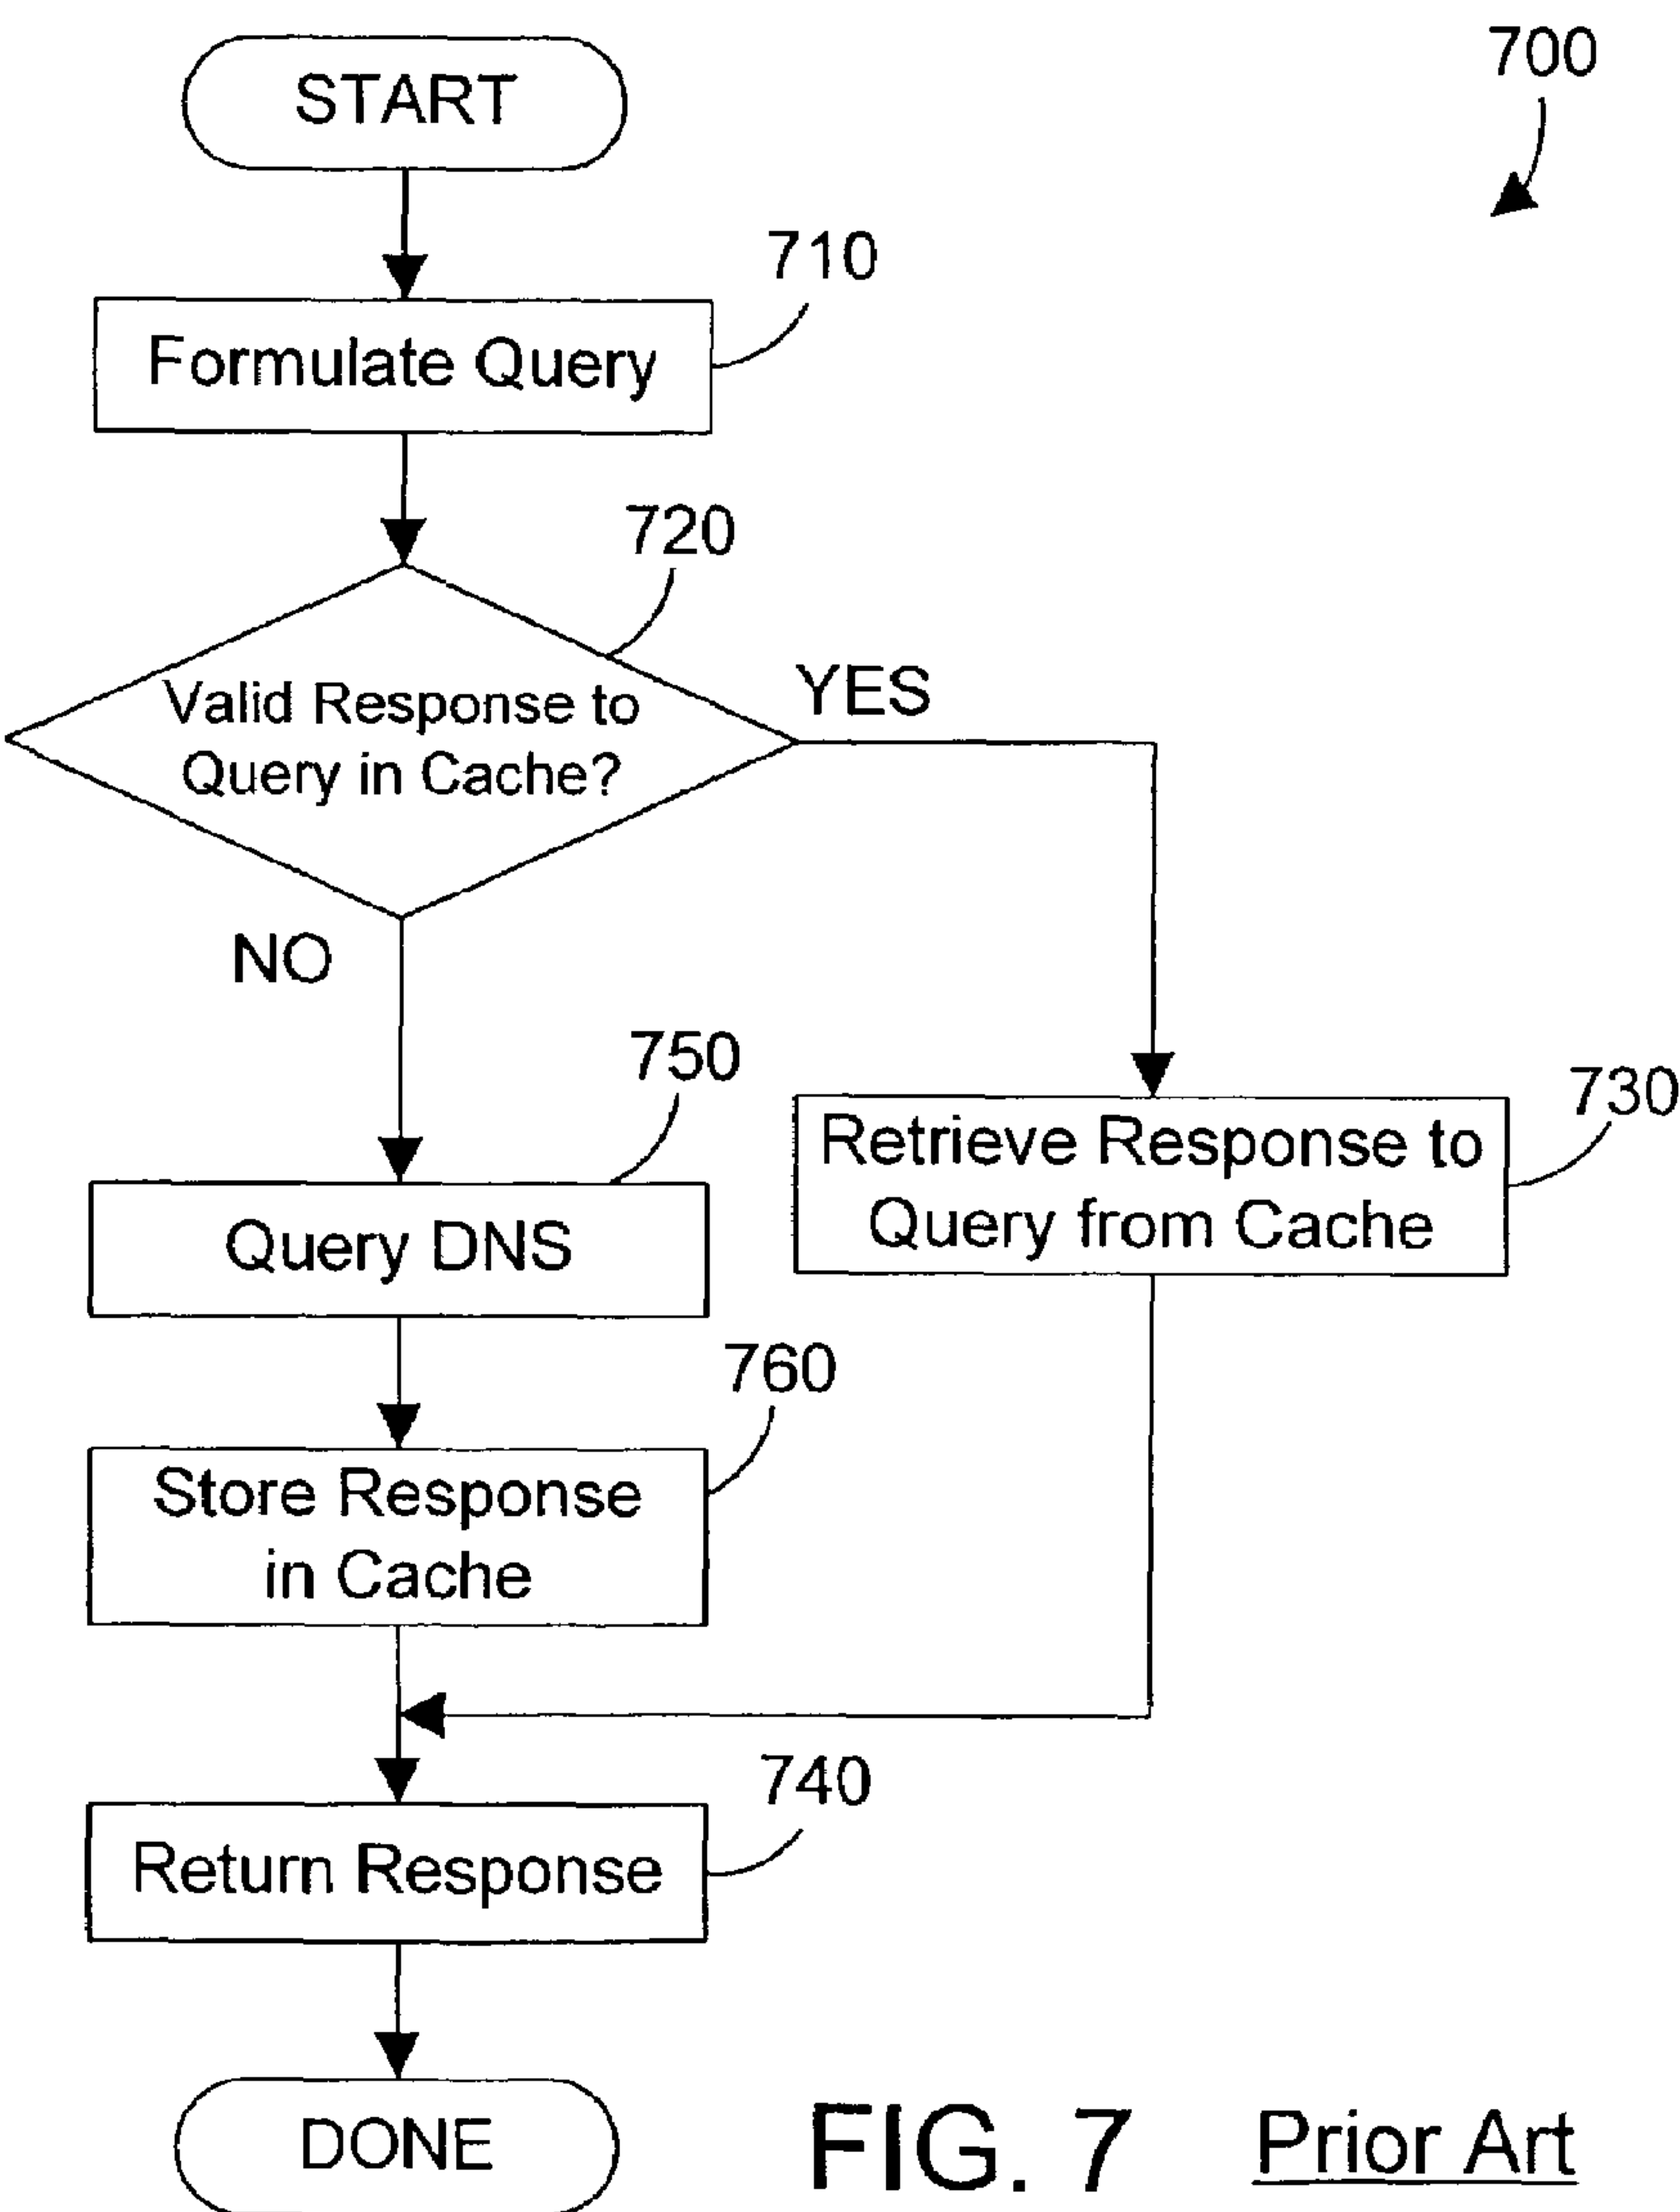 START
700
710
Formulate Query
720
Valid Response to
Query in Cache?
YES
NO
750
730
Retrieve Response to
Query from Cache
Query DNS
760
Store Response
in Cache
740
Return Response
DONE
FIG. 7 Prior Art